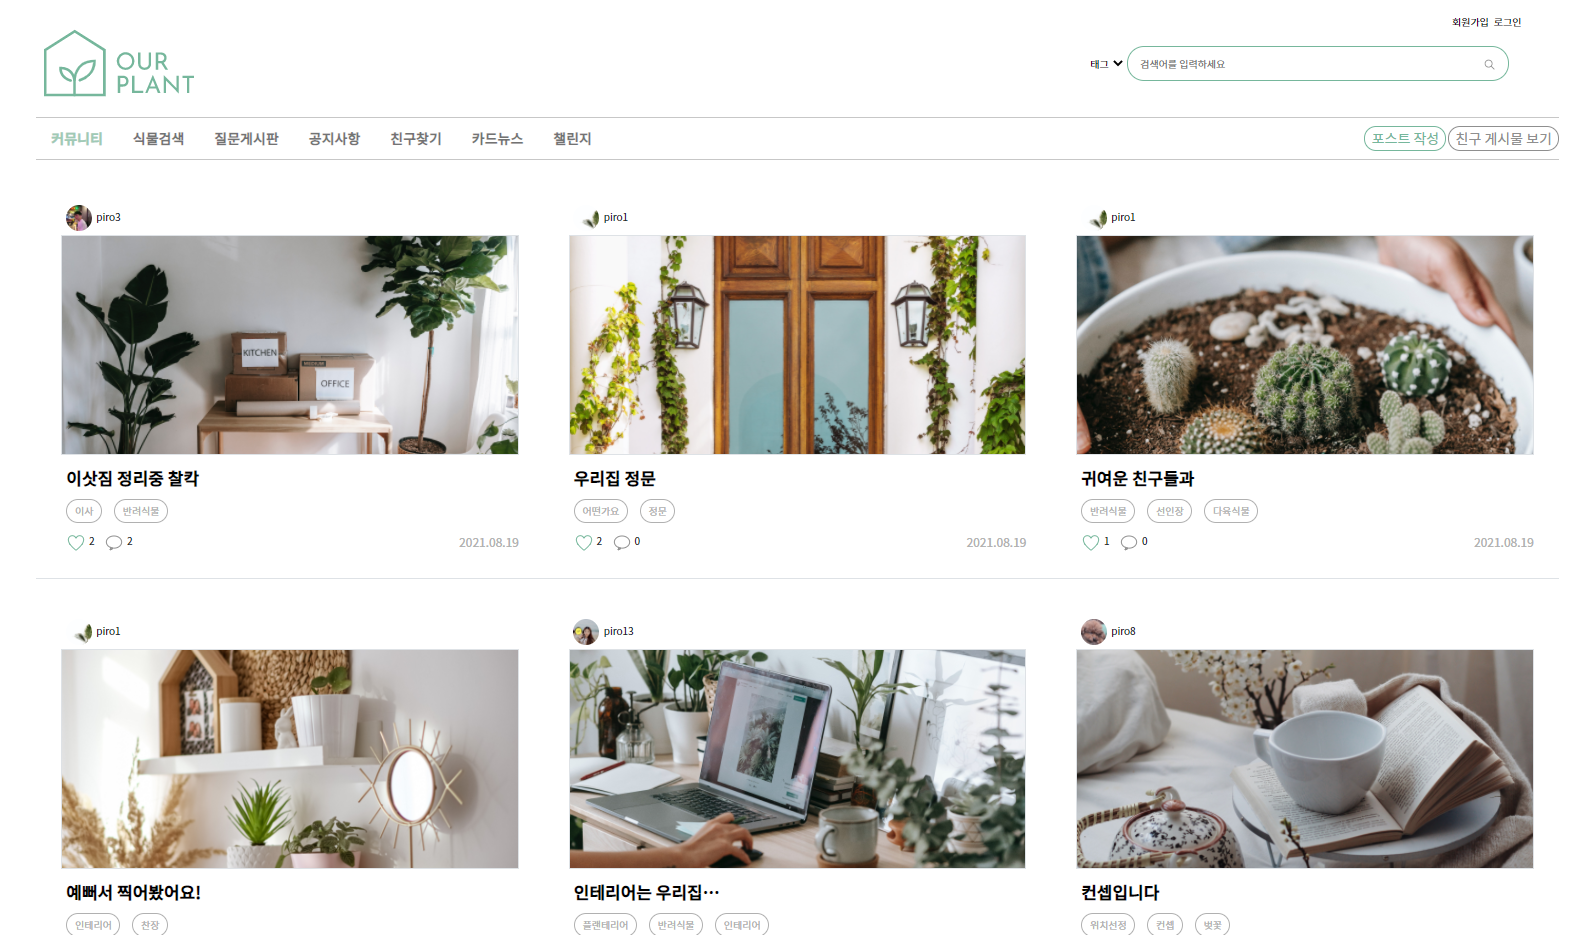 회원가입 로그인
OUR
PLANT
태그
검색어를 입력하세요
커뮤니티 식물검색 질문게시판 공지사항 친구찾기 카드뉴스 챌린지
포스트 작성 친구 게시물 보기
piro3
KITCHEN
OFFICE
이삿짐 정리중 찰칵
이사 반려식물
2 2 2021.08.19
piro1
우리집 정문
어떤가요 정문
2 0 2021.08.19
piro1
귀여운 친구들과
반려식물 선인장 다육식물
1 0 2021.08.19
piro1
예뻐서 찍어봤어요!
인테리어 찬장
piro13
인테리어는 우리집…
플랜테리어 반려식물 인테리어
piro8
컨셉입니다
위치선정 컨셉 벚꽃